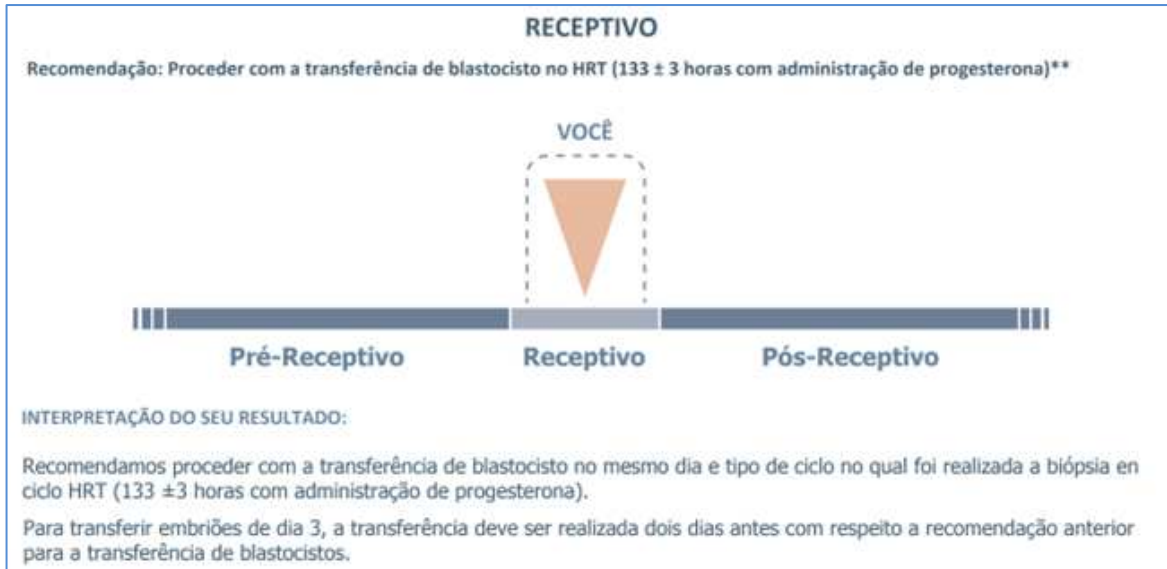 RECEPTIVO
Recomendação: Proceder com a transferência de blastocisto no HRT (133 ± 3 horas com administração de progesterona)**
VOCÊ
Pré-Receptivo Receptivo Pós-Receptivo
INTERPRETAÇÃO DO SEU RESULTADO:
Recomendamos proceder com a transferência de blastocisto no mesmo dia e tipo de ciclo no qual foi realizada a biópsia en
ciclo HRT (133 ±3 horas com administração de progesterona).
Para transferir embriões de dia 3, a transferência deve ser realizada dois dias antes com respeito a recomendação anterior
para a transferência de blastocistos.